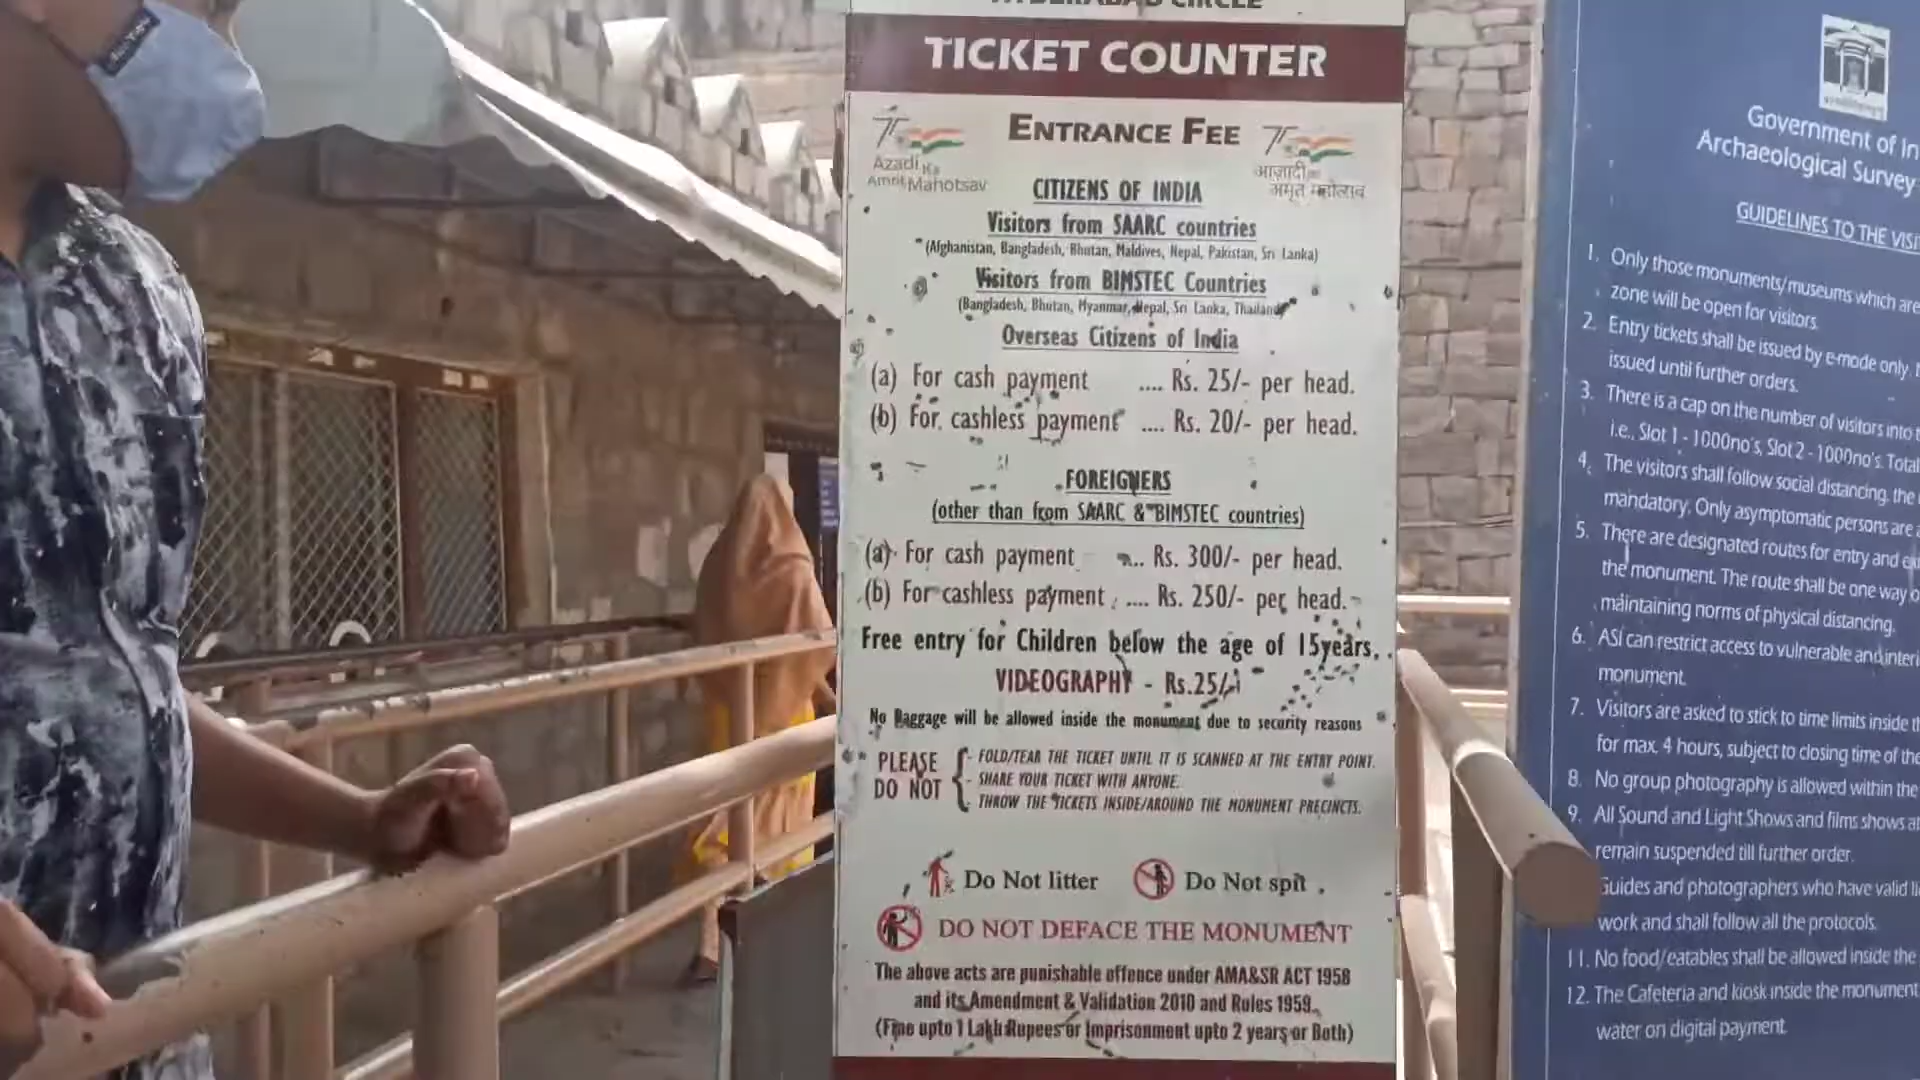 HYDERABAD CIRCLE
TICKET COUNTER
ENTRANCE FEE
75
Azadi Ka
Amrit Mahotsav
75
आज़ादी का
अमृत महोत्सव
CITIZENS OF INDIA
Visitors from SAARC countries
(Afghanistan, Bangladesh, Bhutan, Maldives, Nepal, Pakistan, Sri Lanka)
Visitors from BIMSTEC Countries
(Bangladesh, Bhutan, Myanmar, Nepal, Sri Lanka, Thailand)
Overseas Citizens of India
(a) For cash payment .... Rs. 25/- per head.
(b) For cashless payment .... Rs. 20/- per head.
FOREIGNERS
(other than from SAARC & BIMSTEC countries)
(a) For cash payment .... Rs. 300/- per head.
(b) For cashless payment .... Rs. 250/- per head.
Free entry for Children below the age of 15years.
VIDEOGRAPHY - Rs.25/-
No Baggage will be allowed inside the monument due to security reasons
PLEASE DO NOT
- FOLD/TEAR THE TICKET UNTIL IT IS SCANNED AT THE ENTRY POINT.
- SHARE YOUR TICKET WITH ANYONE.
- THROW THE TICKETS INSIDE/AROUND THE MONUMENT PRECINCTS.
Do Not litter Do Not spit
DO NOT DEFACE THE MONUMENT
The above acts are punishable offence under AMA&SR ACT 1958
and its Amendment & Validation 2010 and Rules 1959.
(Fine upto 1 Lakh Rupees or Imprisonment upto 2 years or Both)
Government of In
Archaeological Survey
GUIDELINES TO THE VISI
1. Only those monuments/museums which are
zone will be open for visitors.
2. Entry tickets shall be issued by e-mode only.
issued until further orders.
3. There is a cap on the number of visitors into t
i.e., Slot 1 - 1000no's, Slot 2 - 1000no's. Total
4. The visitors shall follow social distancing, the
mandatory. Only asymptomatic persons are a
5. There are designated routes for entry and ex
the monument. The route shall be one way o
maintaining norms of physical distancing.
6. ASI can restrict access to vulnerable and interi
monument.
7. Visitors are asked to stick to time limits inside th
for max. 4 hours, subject to closing time of the
8. No group photography is allowed within the
9. All Sound and Light Shows and films shows at
remain suspended till further order.
Guides and photographers who have valid li
work and shall follow all the protocols.
11. No food/eatables shall be allowed inside the
12. The Cafeteria and kiosk inside the monument
water on digital payment.